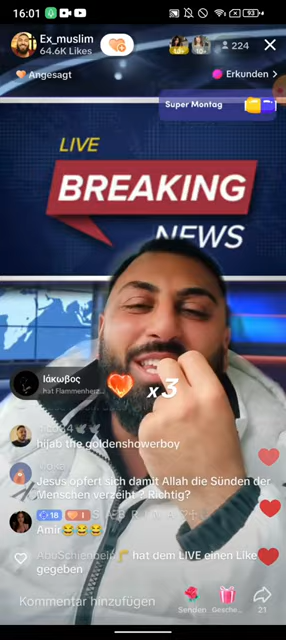 16:01
93
Ex_muslim
64.6K Likes
224
Angesagt
Erkunden >
Super Montag
LIVE
BREAKING
NEWS
Ιάκωβος
hat Flammenherz...
x3
hijab the goldenshowerboy
Jesus opfert sich damit Allah die Sünden der
Menschen verzeiht ? Richtig?
18
Amir😂😂😂
hat dem LIVE einen Like
gegeben
Kommentar hinzufügen
Senden
Gesche...
21